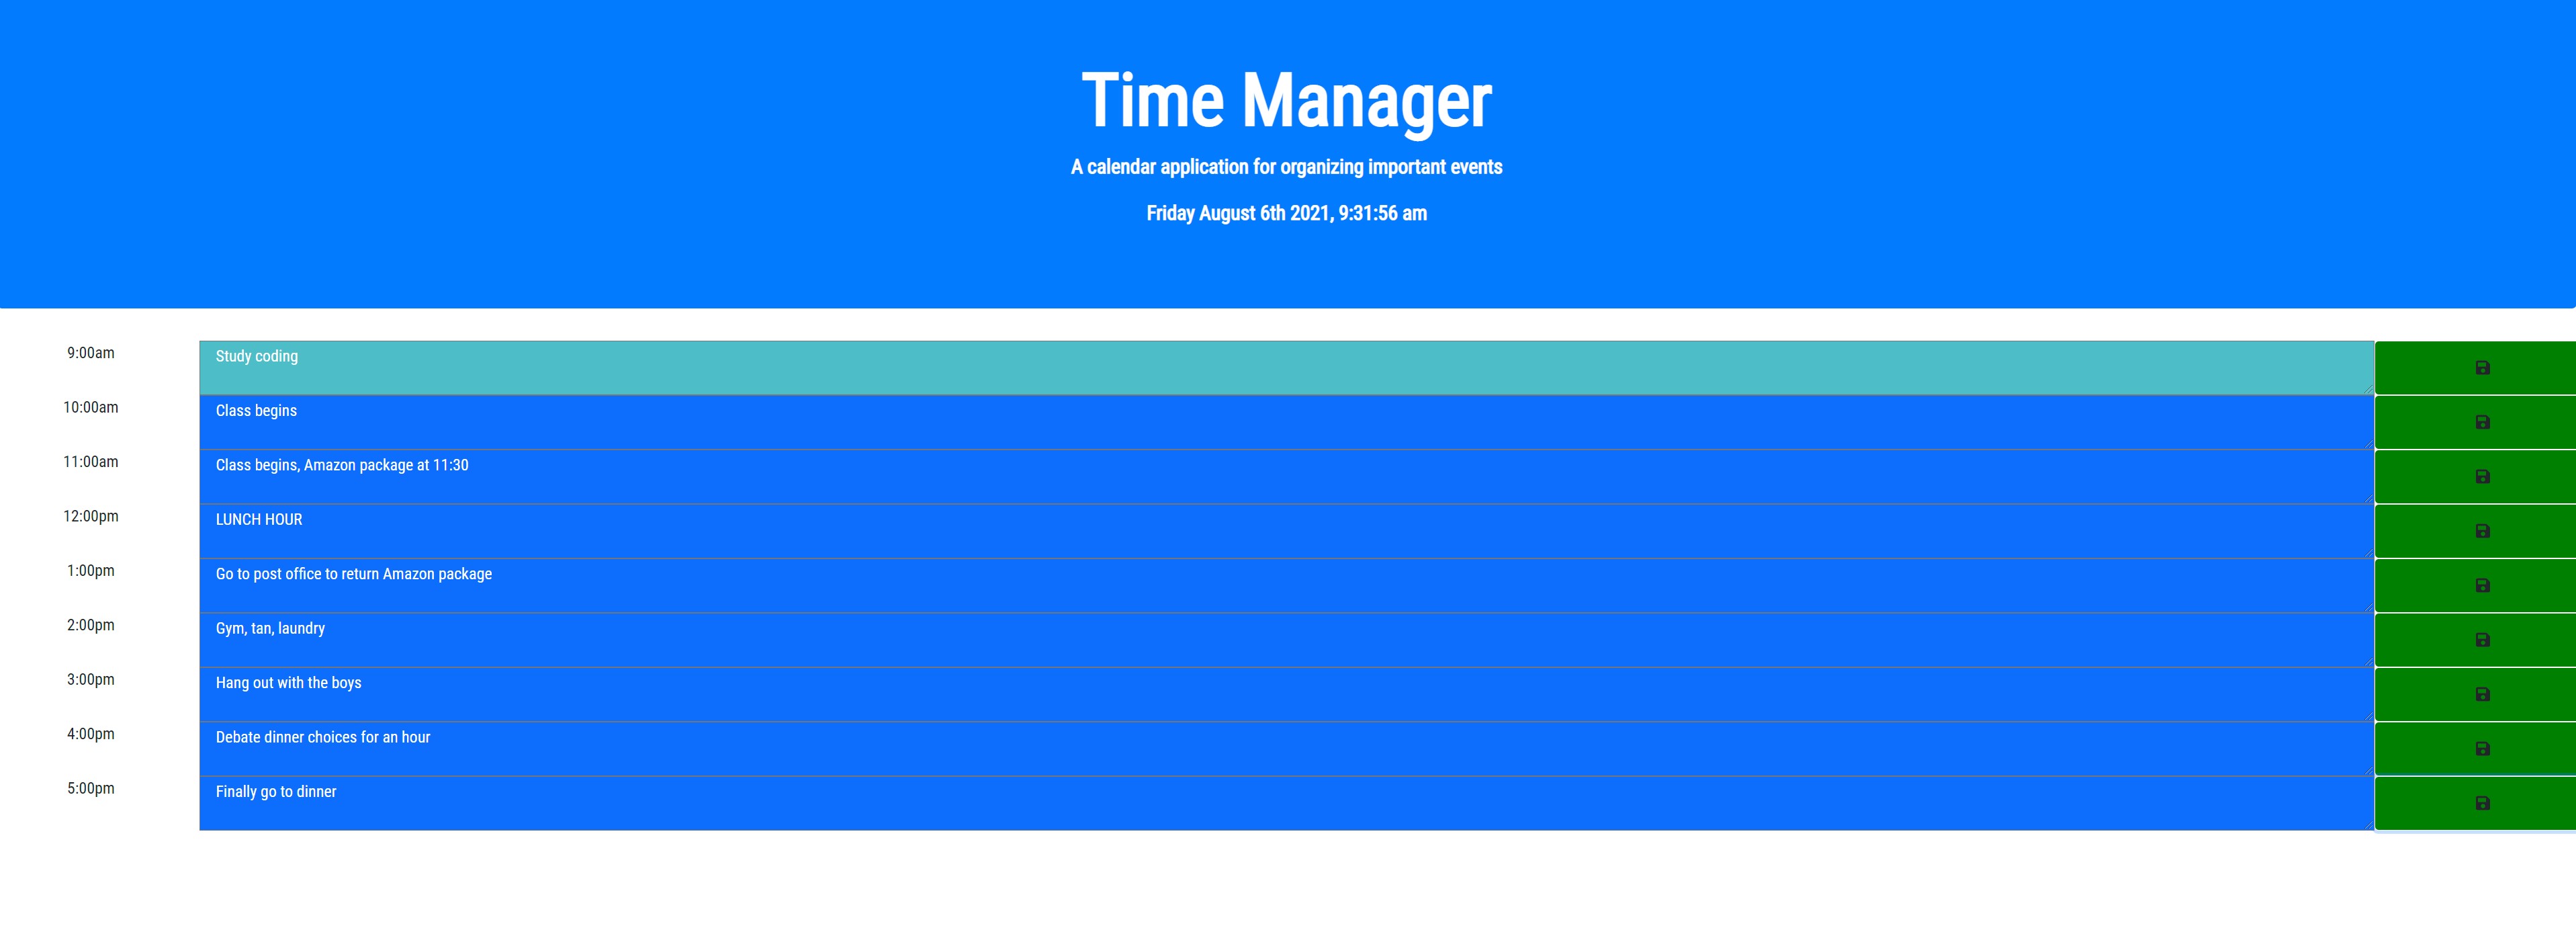 Time Manager
A calendar application for organizing important events
Friday August 6th 2021, 9:31:56 am
9:00am Study coding
10:00am Class begins
11:00am Class begins, Amazon package at 11:30
12:00pm LUNCH HOUR
1:00pm Go to post office to return Amazon package
2:00pm Gym, tan, laundry
3:00pm Hang out with the boys
4:00pm Debate dinner choices for an hour
5:00pm Finally go to dinner